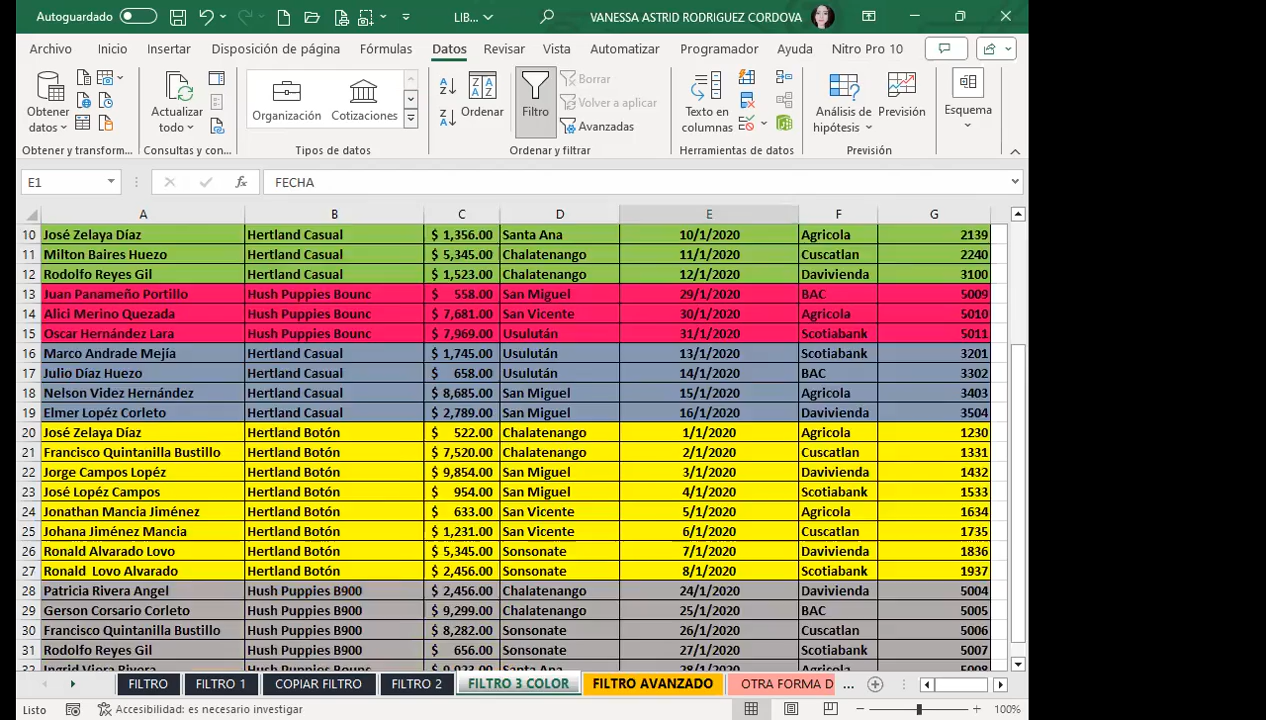 Autoguardado LIB... VANESSA ASTRID RODRIGUEZ CORDOVA
Archivo Inicio Insertar Disposición de página Fórmulas Datos Revisar Vista Automatizar Programador Ayuda Nitro Pro 10
Obtener datos
Actualizar todo
Organización Cotizaciones
Ordenar
Filtro
Borrar
Volver a aplicar
Avanzadas
Texto en columnas
Análisis de hipótesis
Previsión
Esquema
Obtener y transform... Consultas y con... Tipos de datos Ordenar y filtrar Herramientas de datos Previsión
E1 fx FECHA
A B C D E F G
10 José Zelaya Díaz Hertland Casual $ 1,356.00 Santa Ana 10/1/2020 Agricola 2139
11 Milton Baires Huezo Hertland Casual $ 5,345.00 Chalatenango 11/1/2020 Cuscatlan 2240
12 Rodolfo Reyes Gil Hertland Casual $ 1,523.00 Chalatenango 12/1/2020 Davivienda 3100
13 Juan Panameño Portillo Hush Puppies Bounc $ 558.00 San Miguel 29/1/2020 BAC 5009
14 Alici Merino Quezada Hush Puppies Bounc $ 7,681.00 San Vicente 30/1/2020 Agricola 5010
15 Oscar Hernández Lara Hush Puppies Bounc $ 7,969.00 Usulután 31/1/2020 Scotiabank 5011
16 Marco Andrade Mejía Hertland Casual $ 1,745.00 Usulután 13/1/2020 Scotiabank 3201
17 Julio Díaz Huezo Hertland Casual $ 658.00 Usulután 14/1/2020 BAC 3302
18 Nelson Videz Hernández Hertland Casual $ 8,685.00 San Miguel 15/1/2020 Agricola 3403
19 Elmer Lopéz Corleto Hertland Casual $ 2,789.00 San Miguel 16/1/2020 Davivienda 3504
20 José Zelaya Díaz Hertland Botón $ 522.00 Chalatenango 1/1/2020 Agricola 1230
21 Francisco Quintanilla Bustillo Hertland Botón $ 7,520.00 Chalatenango 2/1/2020 Cuscatlan 1331
22 Jorge Campos Lopéz Hertland Botón $ 9,854.00 San Miguel 3/1/2020 Davivienda 1432
23 José Lopéz Campos Hertland Botón $ 954.00 San Miguel 4/1/2020 Scotiabank 1533
24 Jonathan Mancia Jiménez Hertland Botón $ 633.00 San Vicente 5/1/2020 Agricola 1634
25 Johana Jiménez Mancia Hertland Botón $ 1,231.00 San Vicente 6/1/2020 Cuscatlan 1735
26 Ronald Alvarado Lovo Hertland Botón $ 5,345.00 Sonsonate 7/1/2020 Davivienda 1836
27 Ronald Lovo Alvarado Hertland Botón $ 2,456.00 Sonsonate 8/1/2020 Scotiabank 1937
28 Patricia Rivera Angel Hush Puppies B900 $ 2,456.00 Chalatenango 24/1/2020 Davivienda 5004
29 Gerson Corsario Corleto Hush Puppies B900 $ 9,299.00 Chalatenango 25/1/2020 BAC 5005
30 Francisco Quintanilla Bustillo Hush Puppies B900 $ 8,282.00 Sonsonate 26/1/2020 Cuscatlan 5006
31 Rodolfo Reyes Gil Hush Puppies B900 $ 656.00 Sonsonate 27/1/2020 Scotiabank 5007
32 Ingrid Viera Rivera Hush Puppies Bounc $ 9,923.00 Santa Ana 28/1/2020 Agricola 5008
FILTRO FILTRO 1 COPIAR FILTRO FILTRO 2 FILTRO 3 COLOR FILTRO AVANZADO OTRA FORMA D ...
Listo Accesibilidad: es necesario investigar 100%